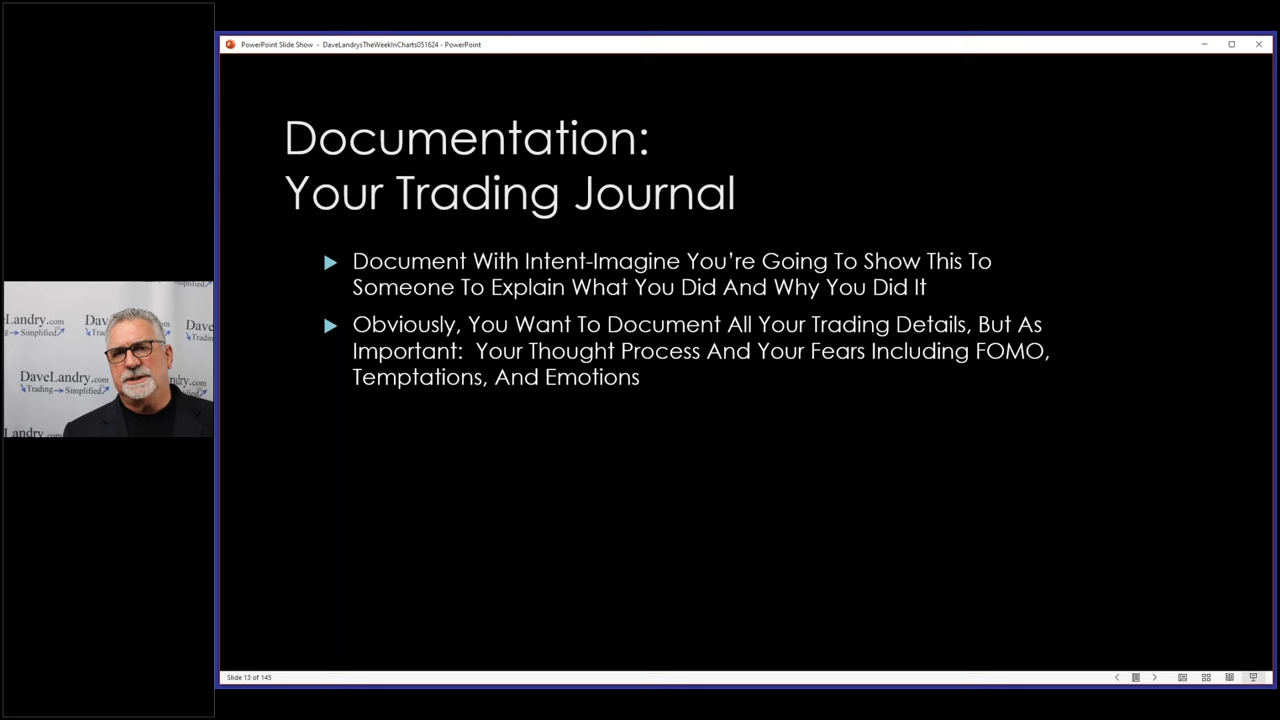 PowerPoint Slide Show - DaveLandrysTheWeekInCharts051624 - PowerPoint
Documentation:
Your Trading Journal
Document With Intent-Imagine You're Going To Show This To
Someone To Explain What You Did And Why You Did It
Obviously, You Want To Document All Your Trading Details, But As
Important: Your Thought Process And Your Fears Including FOMO,
Temptations, And Emotions
DaveLandry.com
Trading Simplified
Slide 13 of 145